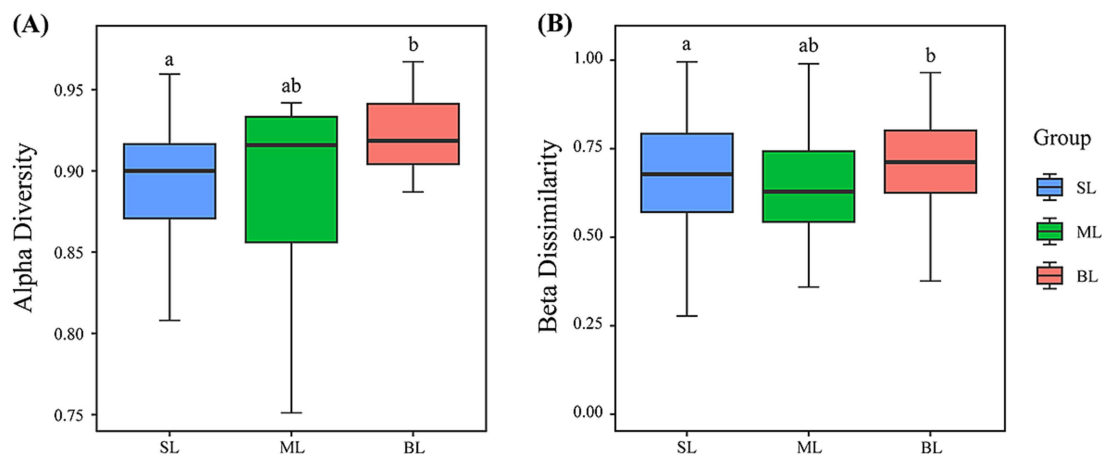 (A)
Alpha Diversity
0.95
0.90
0.85
0.80
0.75
a
ab
b
SL
ML
BL
(B)
Beta Dissimilarity
1.00
0.75
0.50
0.25
0.00
a
ab
b
SL
ML
BL
Group
SL
ML
BL